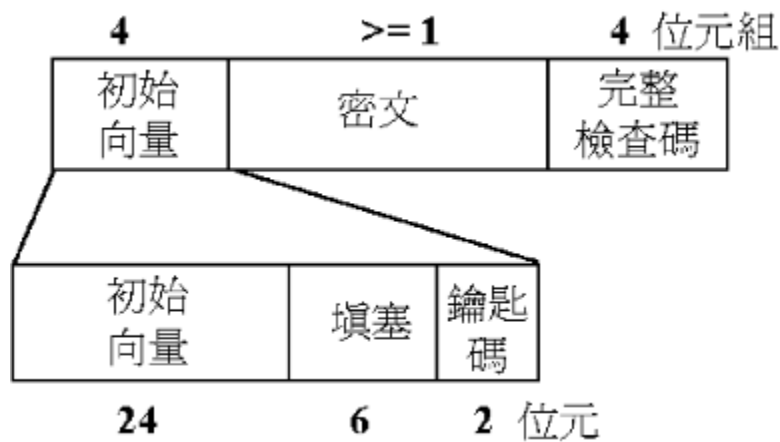 4 >= 1 4 位元組
初始
向量
密文
完整
檢查碼
初始
向量
填塞
鑰匙
碼
24 6 2 位元